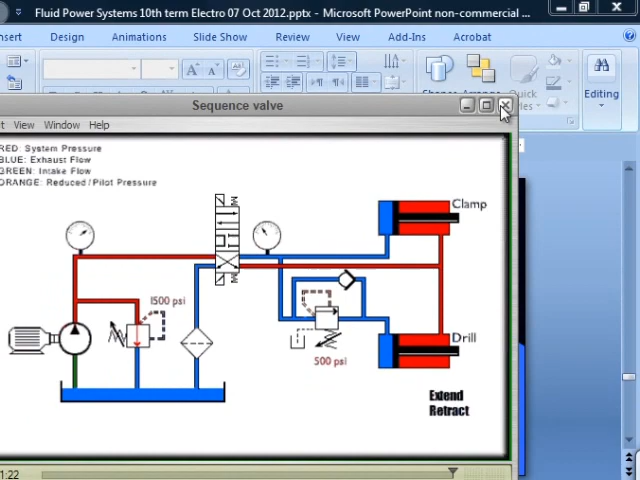 Fluid Power Systems 10th term Electro 07 Oct 2012.pptx - Microsoft PowerPoint non-commercial ...
nsert Design Animations Slide Show Review View Add-Ins Acrobat
Quick
Editing
Sequence valve
View Window Help
RED: System Pressure
BLUE: Exhaust Flow
GREEN: Intake Flow
ORANGE: Reduced/Pilot Pressure
Clamp
1500 psi
Drill
500 psi
Extend
Retract
1:22